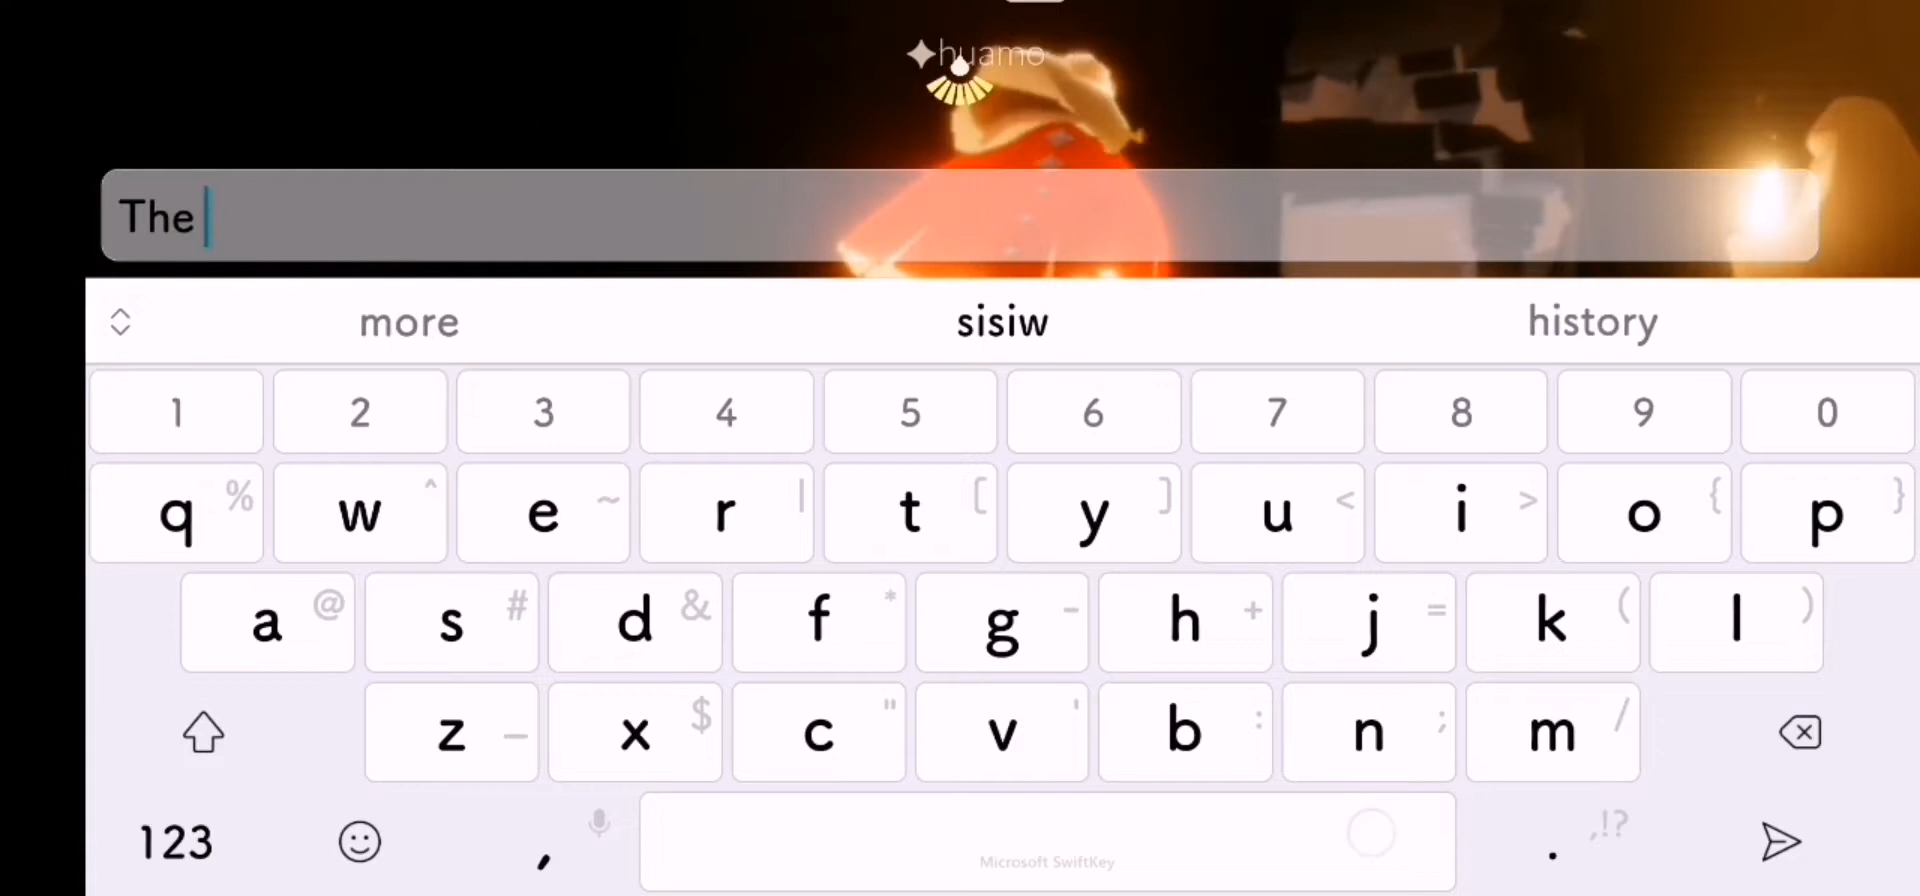 huamo
The
more sisiw history
1 2 3 4 5 6 7 8 9 0
q % w ^ e ~ r | t [ y ] u < i > o { p }
a @ s # d & f * g - h + j = k ( l )
z _ x $ c " v ' b : n ; m /
123 , Microsoft SwiftKey . ,!?